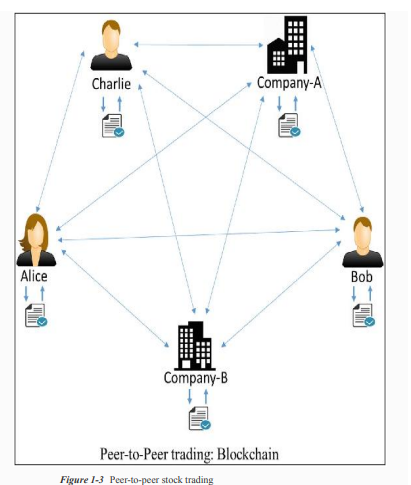 Charlie
Company-A
Alice
Bob
Company-B
Peer-to-Peer trading: Blockchain
Figure 1-3 Peer-to-peer stock trading